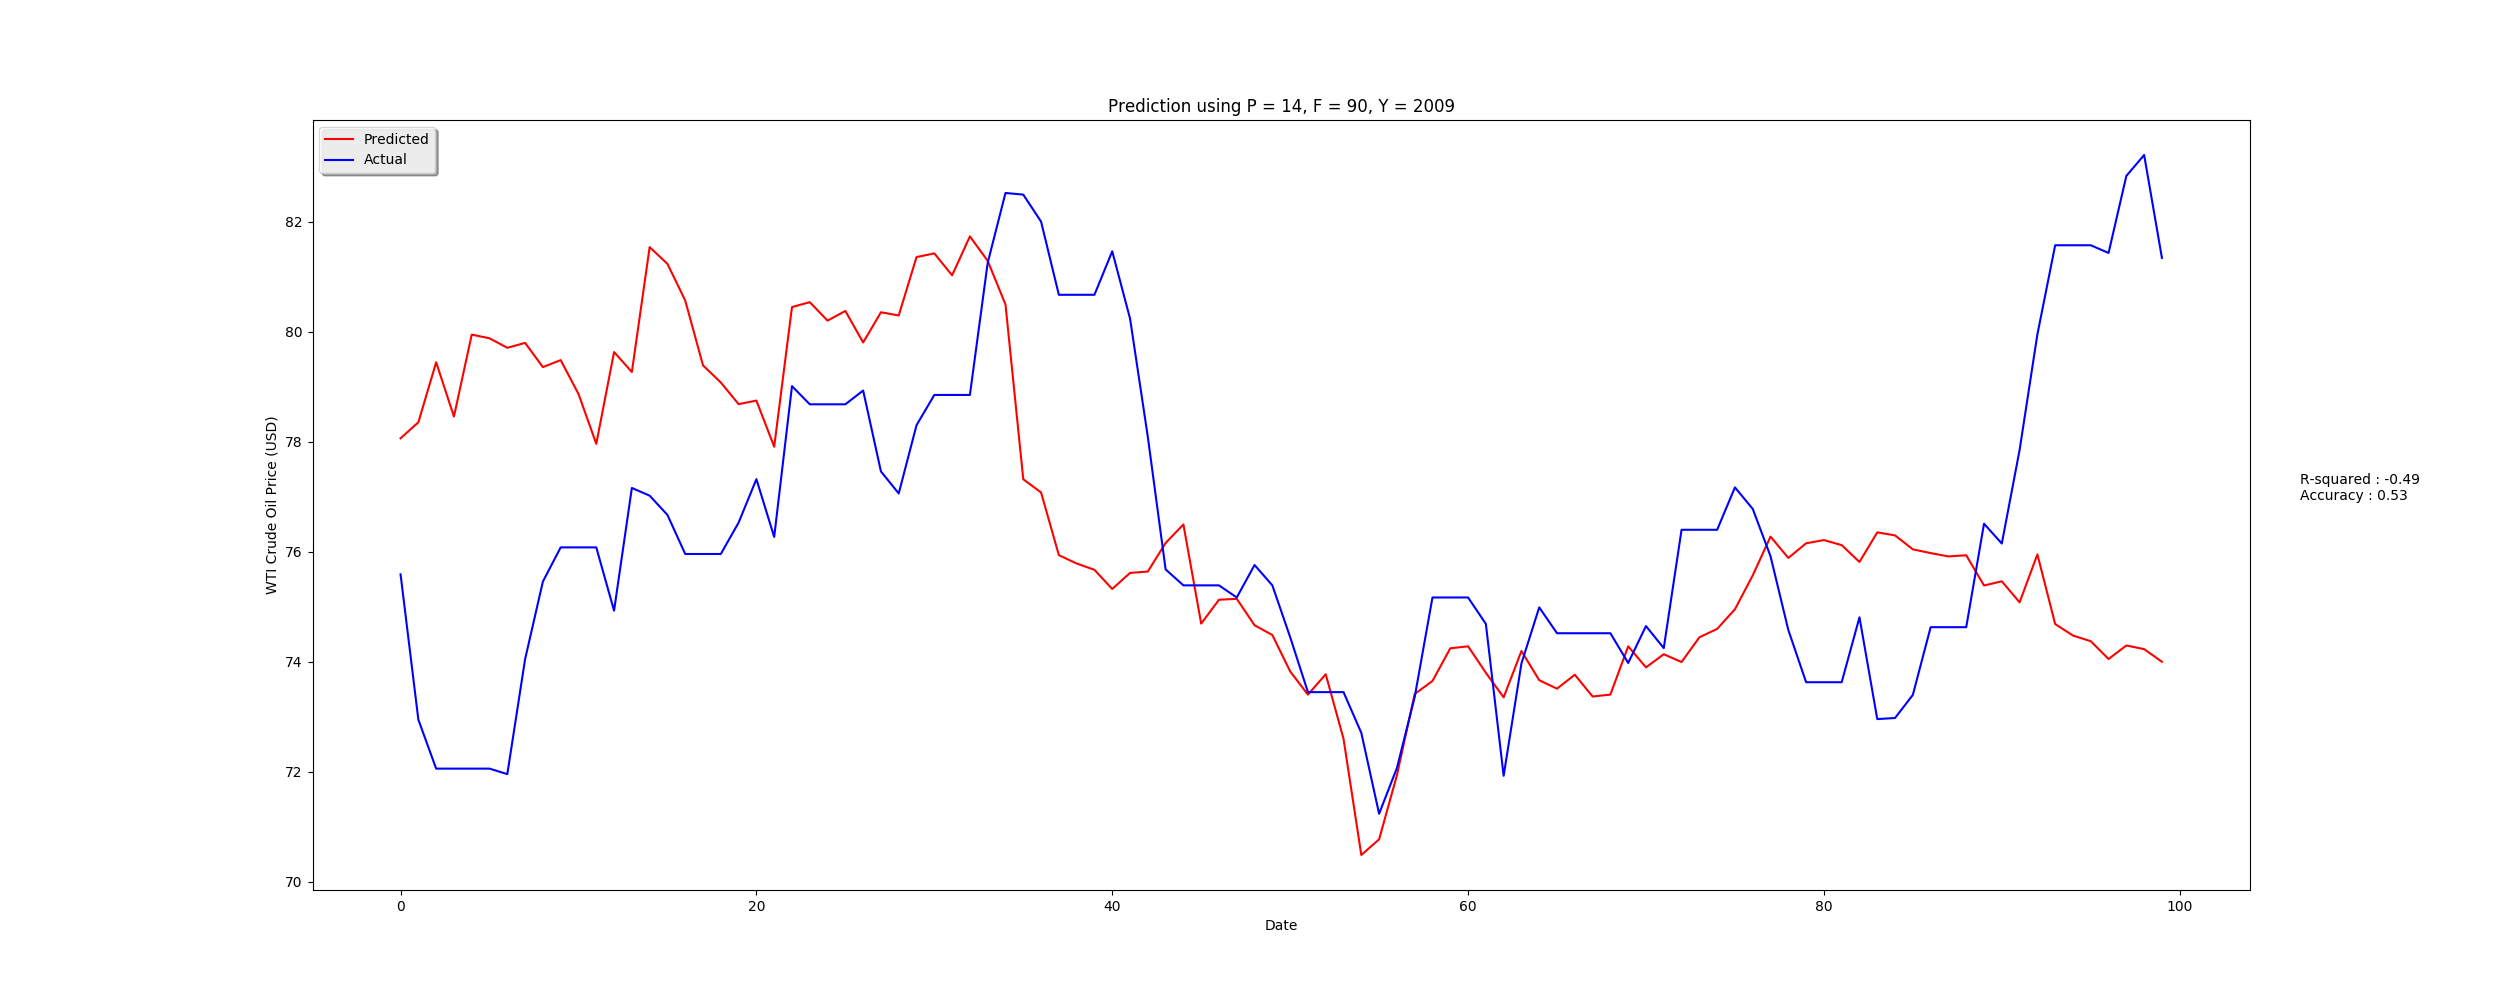 Prediction using P = 14, F = 90, Y = 2009
Predicted
Actual
82
80
78
76
74
72
70
WTI Crude Oil Price (USD)
R-squared : -0.49
Accuracy : 0.53
0 20 40 60 80 100
Date